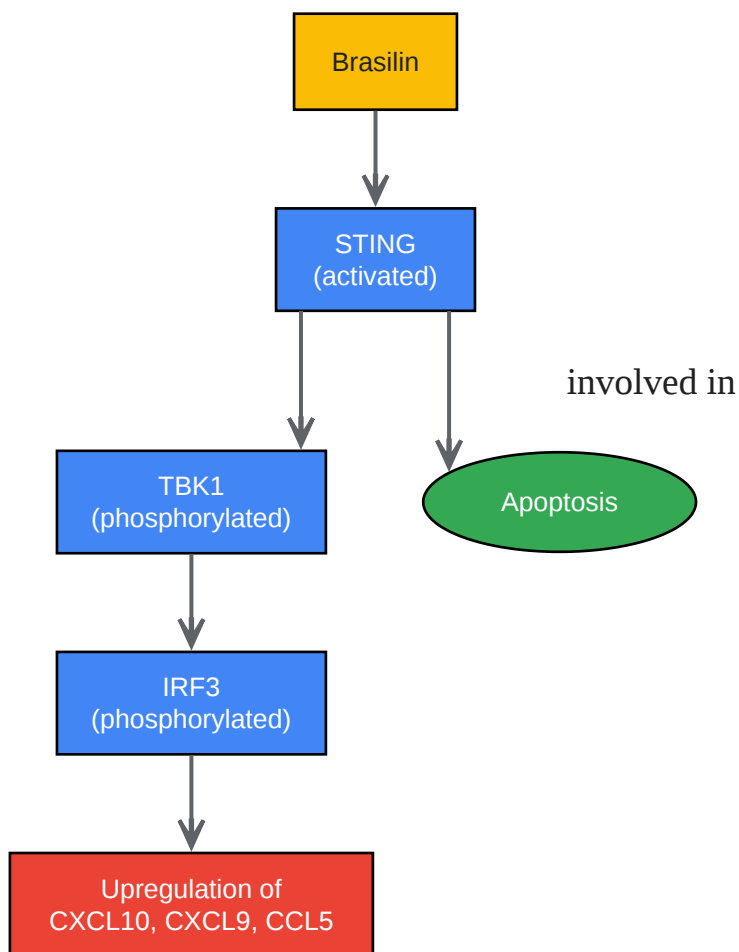 Brasilin
STING
(activated)
involved in
TBK1
(phosphorylated)
Apoptosis
IRF3
(phosphorylated)
Upregulation of
CXCL10, CXCL9, CCL5